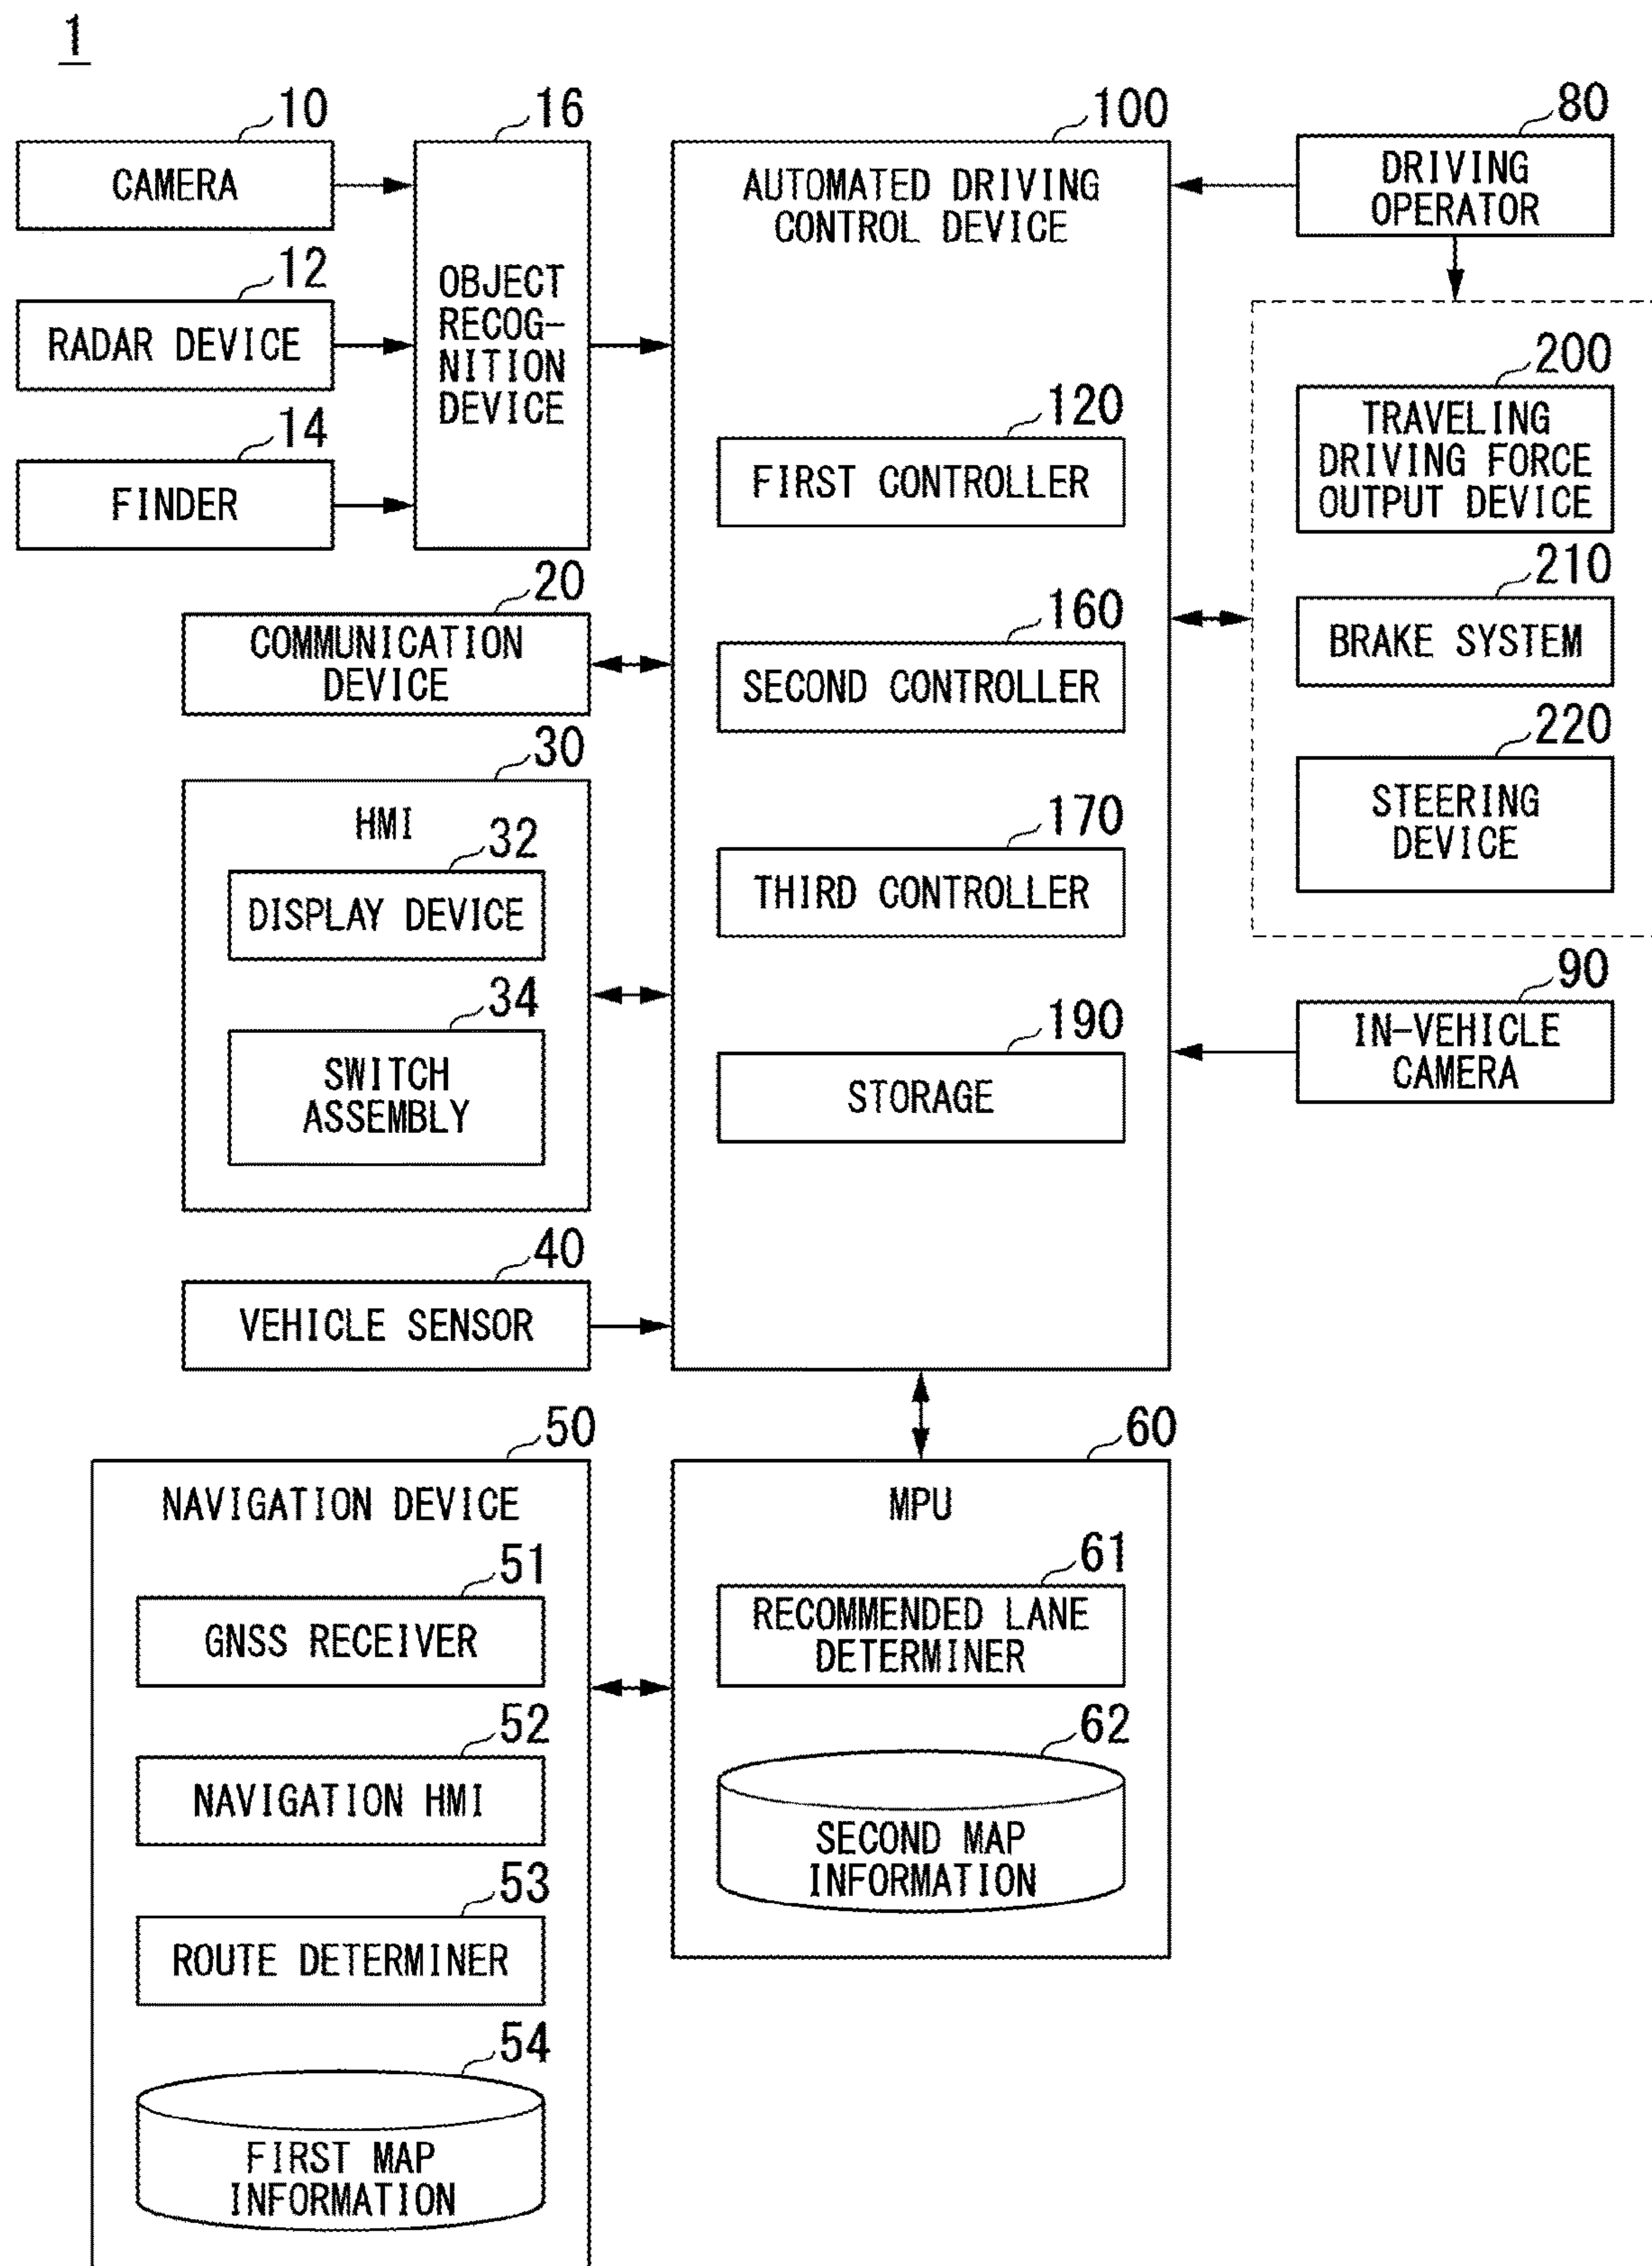 1
10
CAMERA
12
RADAR DEVICE
14
FINDER
16
OBJECT
RECOG-
NITION
DEVICE
20
COMMUNICATION
DEVICE
30
HMI
32
DISPLAY DEVICE
34
SWITCH
ASSEMBLY
40
VEHICLE SENSOR
100
AUTOMATED DRIVING
CONTROL DEVICE
120
FIRST CONTROLLER
160
SECOND CONTROLLER
170
THIRD CONTROLLER
190
STORAGE
80
DRIVING
OPERATOR
200
TRAVELING
DRIVING FORCE
OUTPUT DEVICE
210
BRAKE SYSTEM
220
STEERING
DEVICE
90
IN-VEHICLE
CAMERA
50
NAVIGATION DEVICE
51
GNSS RECEIVER
52
NAVIGATION HMI
53
ROUTE DETERMINER
54
FIRST MAP
INFORMATION
60
MPU
61
RECOMMENDED LANE
DETERMINER
62
SECOND MAP
INFORMATION